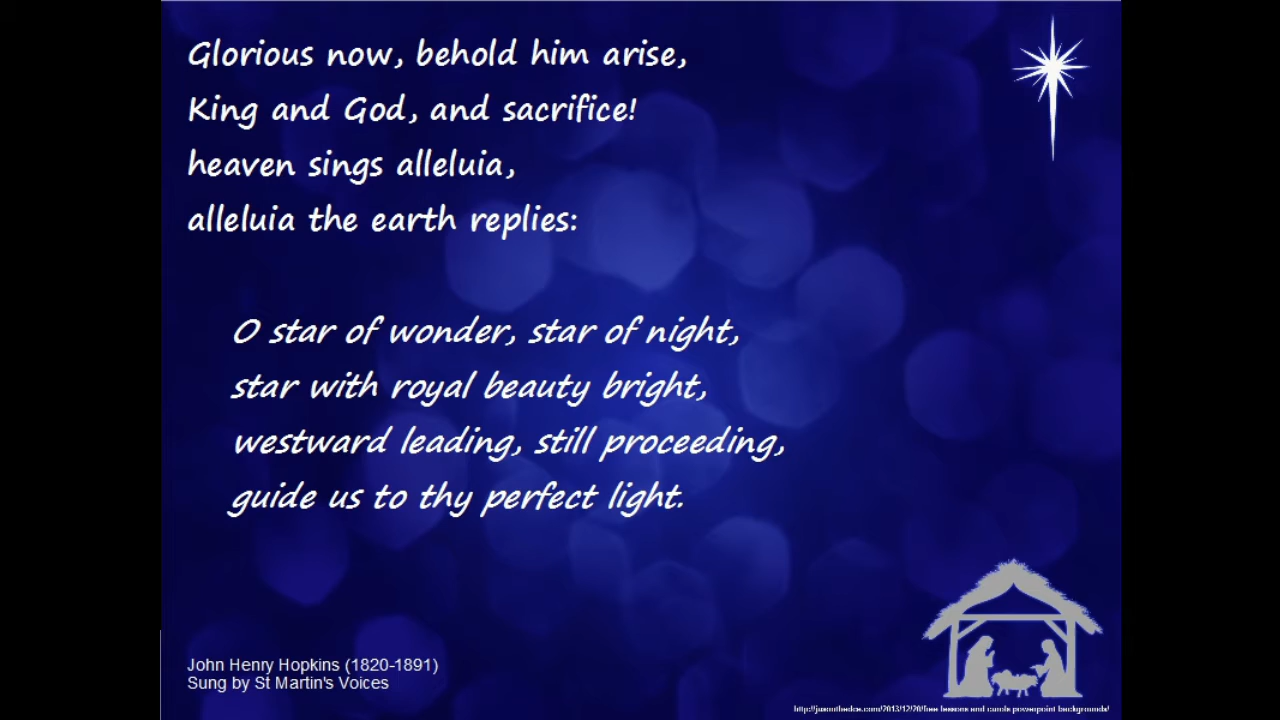 Glorious now, behold him arise,
King and God, and sacrifice!
heaven sings alleluia,
alleluia the earth replies:
O star of wonder, star of night,
star with royal beauty bright,
westward leading, still proceeding,
guide us to thy perfect light.
John Henry Hopkins (1820-1891)
Sung by St Martin's Voices